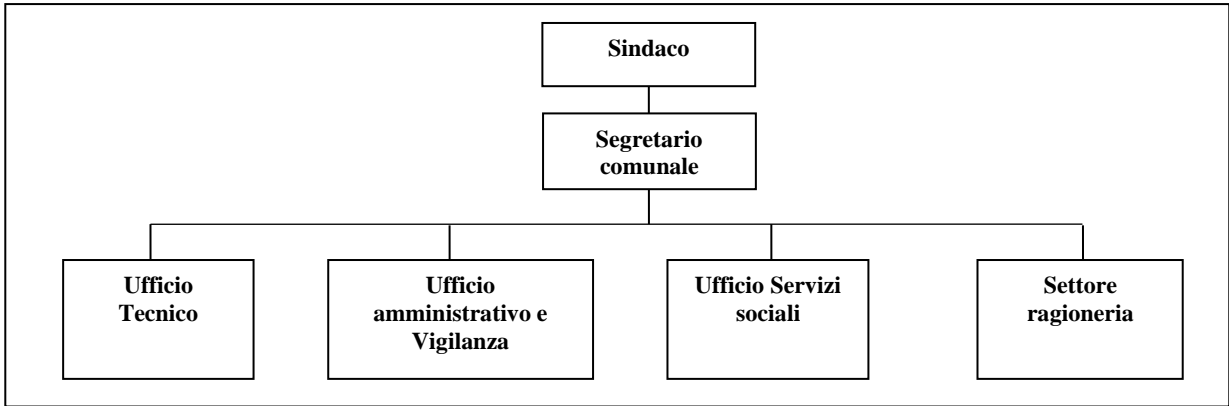 Sindaco
Segretario
comunale
Ufficio
Tecnico
Ufficio
amministrativo e
Vigilanza
Ufficio Servizi
sociali
Settore
ragioneria